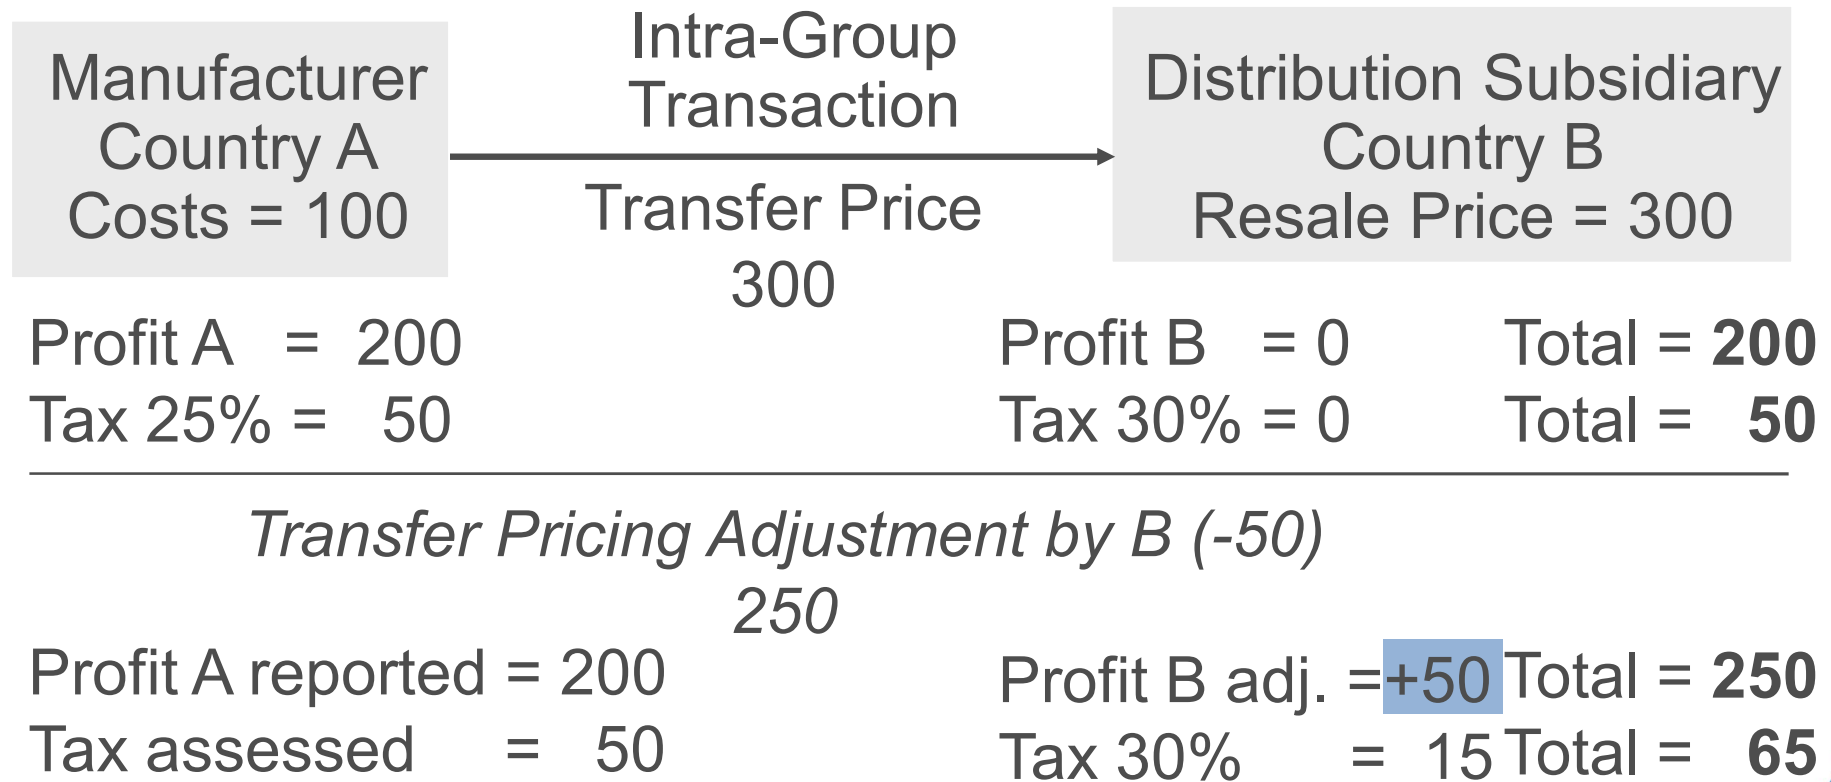 Manufacturer
Country A
Costs = 100
Intra-Group
Transaction
Transfer Price
300
Distribution Subsidiary
Country B
Resale Price = 300
Profit A = 200
Profit B = 0
Total = 200
Tax 25% = 50
Tax 30% = 0
Total = 50
Transfer Pricing Adjustment by B (-50)
250
Profit A reported = 200
Profit B adj. =+50
Total = 250
Tax assessed = 50
Tax 30% = 15
Total = 65